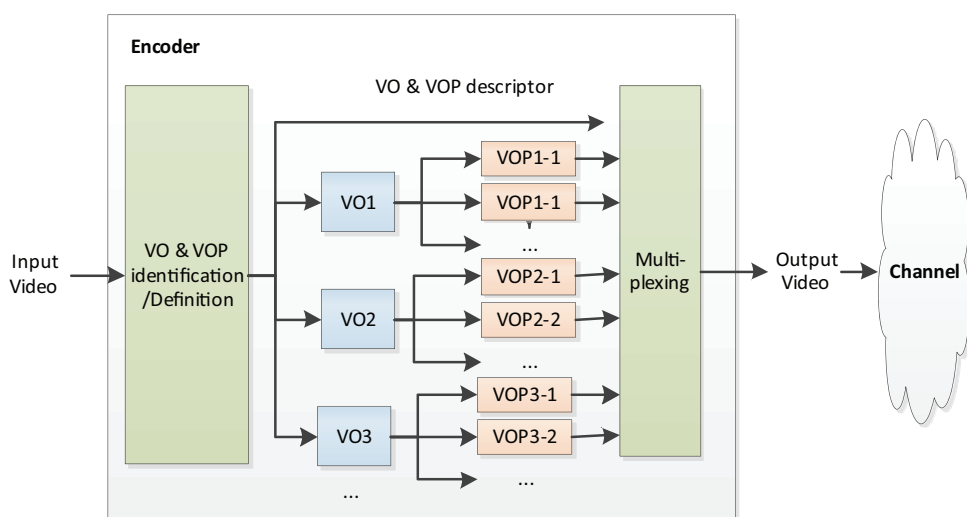 Encoder
VO & VOP descriptor
Input
Video
VO & VOP
identification
/Definition
VO1
VOP1-1
VOP1-1
...
VO2
VOP2-1
VOP2-2
...
VO3
VOP3-1
VOP3-2
...
...
Multi-
plexing
Output
Video
Channel